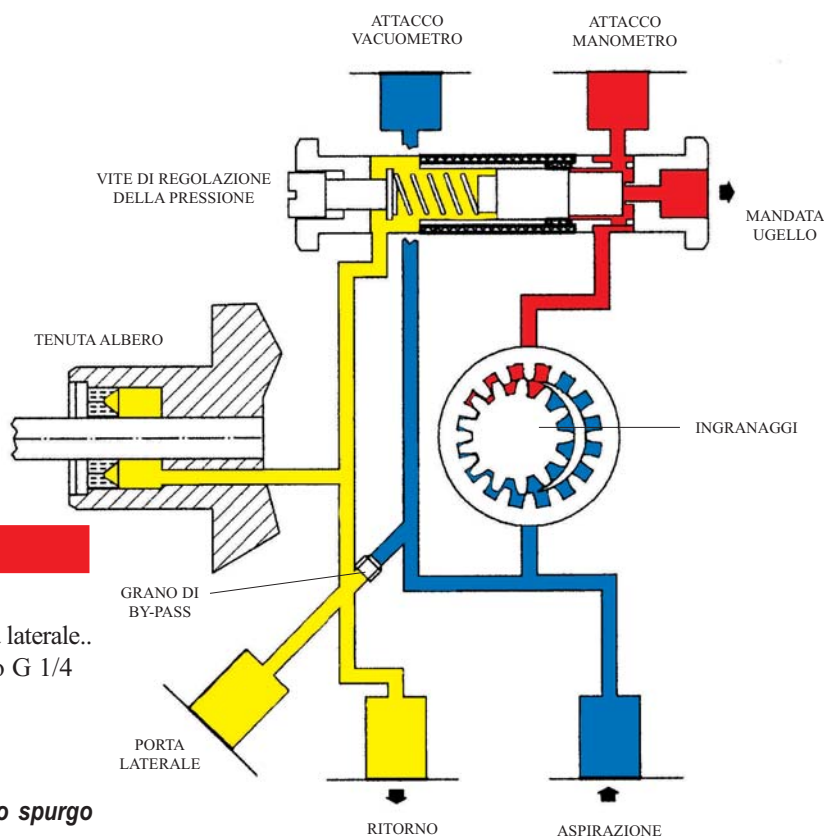 ATTACCO
VACUOMETRO
ATTACCO
MANOMETRO
VITE DI REGOLAZIONE
DELLA PRESSIONE
MANDATA
UGELLO
TENUTA ALBERO
INGRANAGGI
GRANO DI
BY-PASS
laterale..
G 1/4
PORTA
LATERALE
spurgo
RITORNO
ASPIRAZIONE